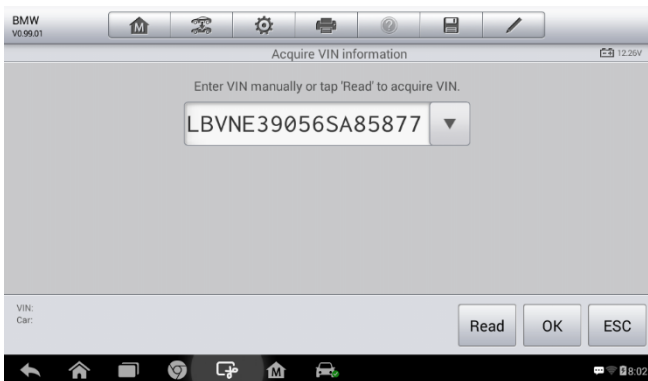 BMW
V0.99.01
M
?
Acquire VIN information
12.26V
Enter VIN manually or tap 'Read' to acquire VIN.
LBVNE39056SA85877
VIN:
Car:
Read
OK
ESC
M
8:02